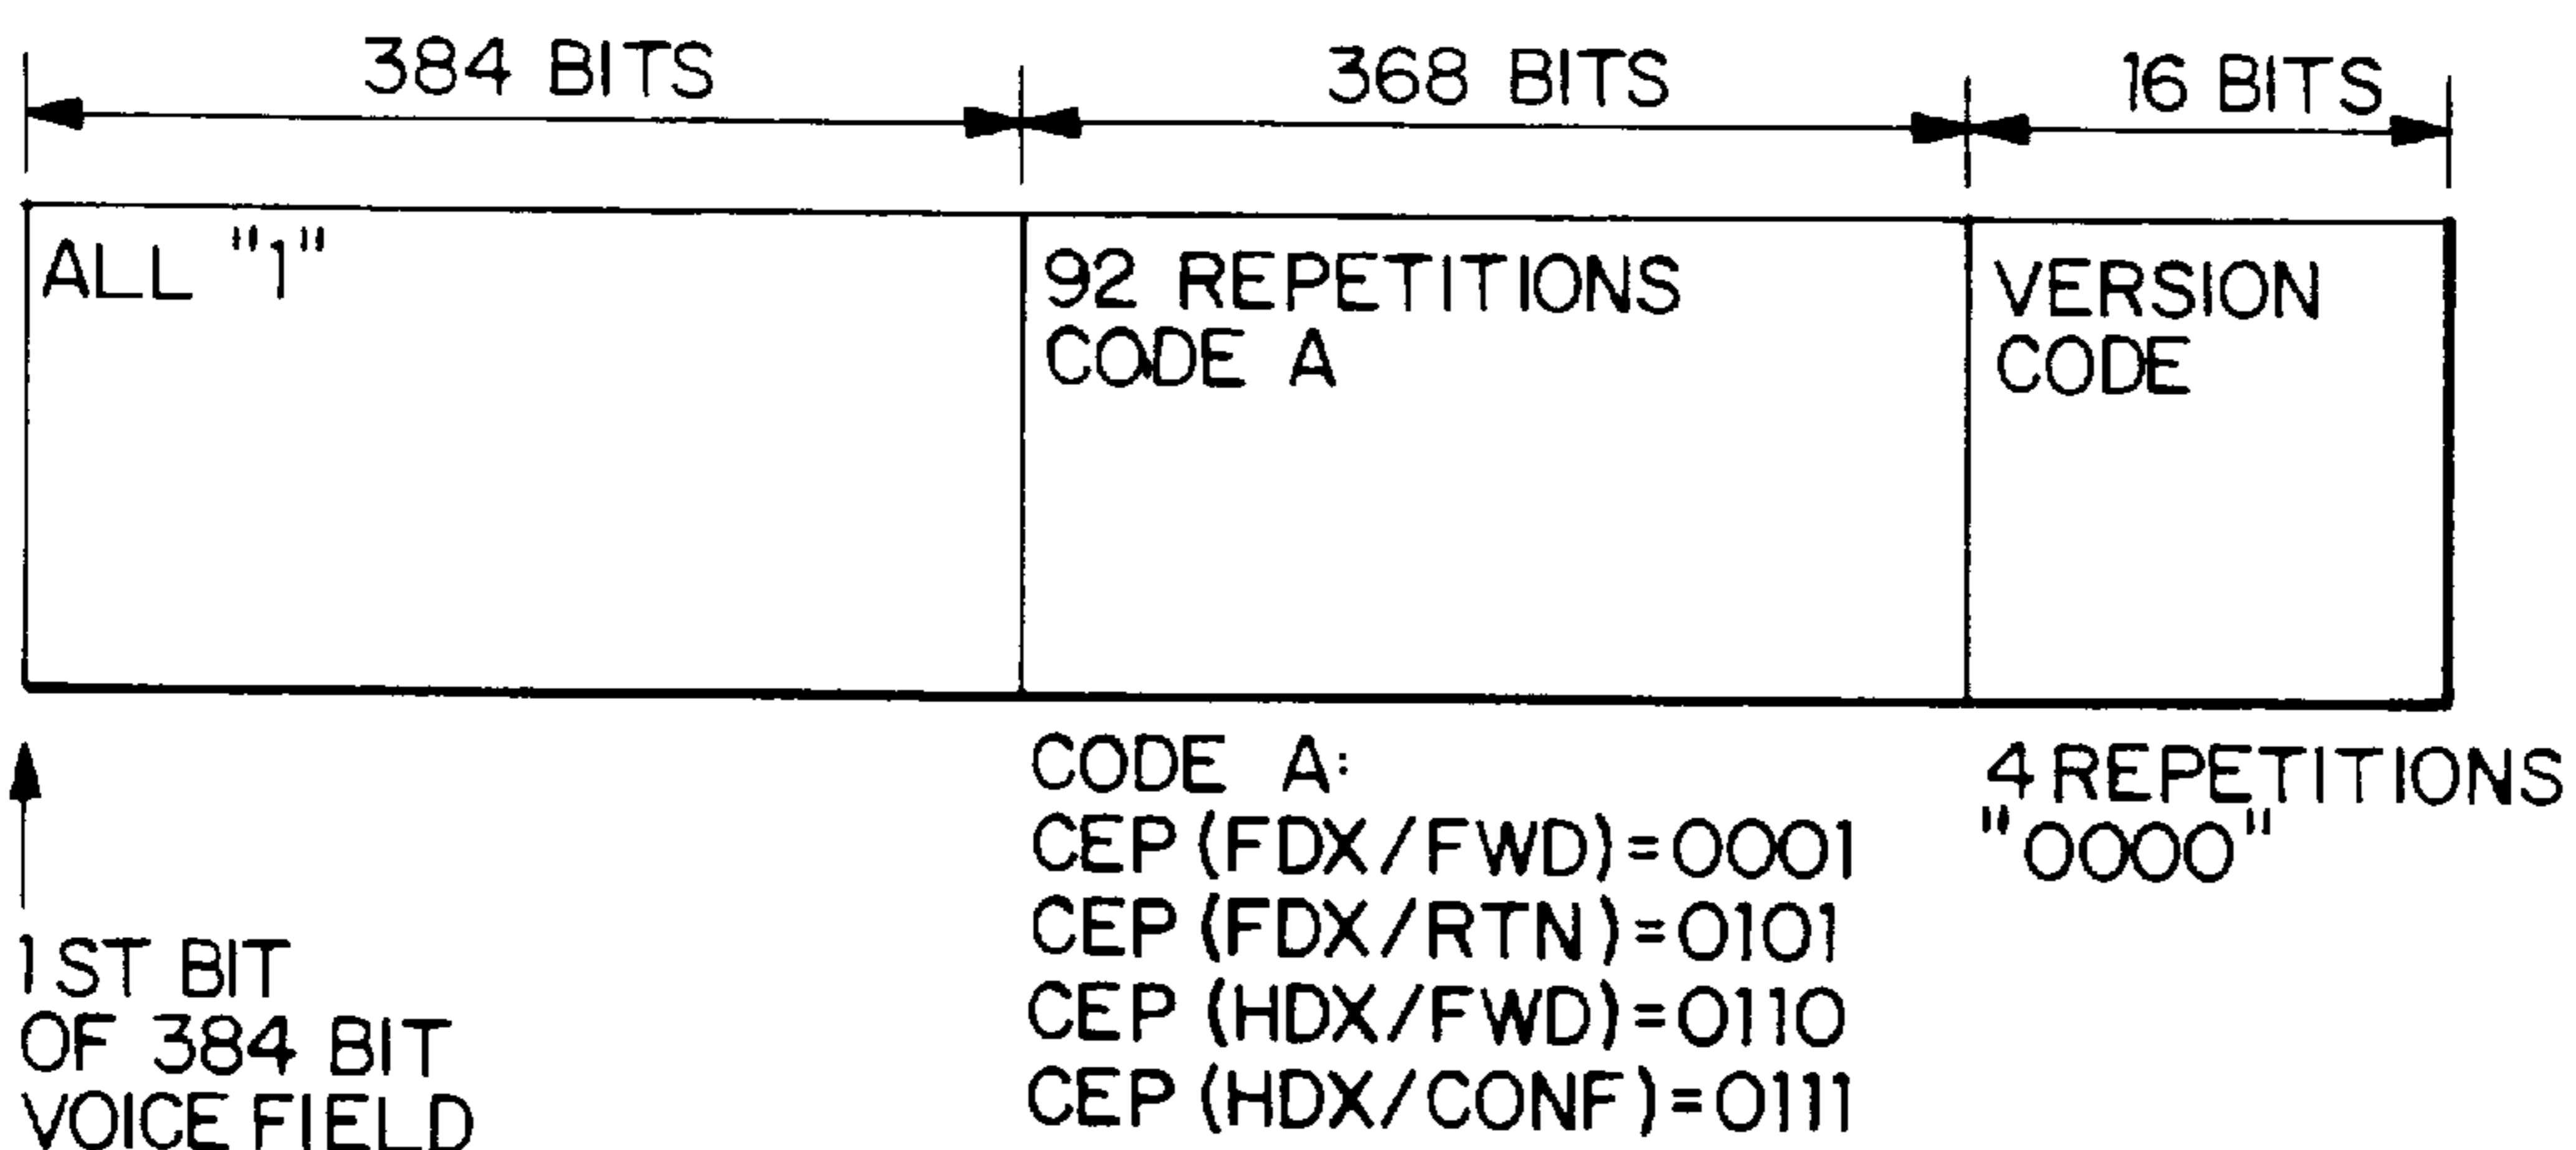 384 BITS
368 BITS
16 BITS
ALL "1"
92 REPETITIONS
CODE A
VERSION
CODE
CODE A:
CEP (FDX/FWD)=0001
CEP (FDX/RTN)=0101
CEP (HDX/FWD)=0110
CEP (HDX/CONF)=0111
4 REPETITIONS
"0000"
1ST BIT
OF 384 BIT
VOICE FIELD